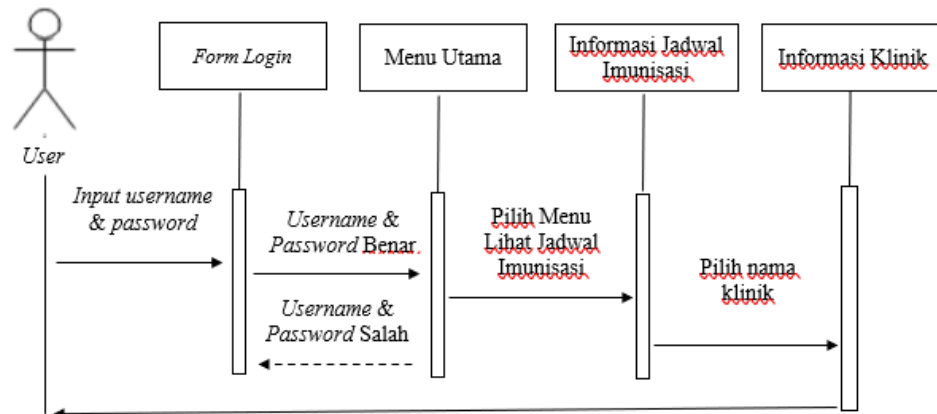 Form Login
Menu Utama
Informasi Jadwal
Imunisasi
Informasi Klinik
User
Input username
& password
Username &
Password Benar.
Username &
Password Salah
Pilih Menu
Lihat Jadwal
Imunisasi
Pilih nama
klinik